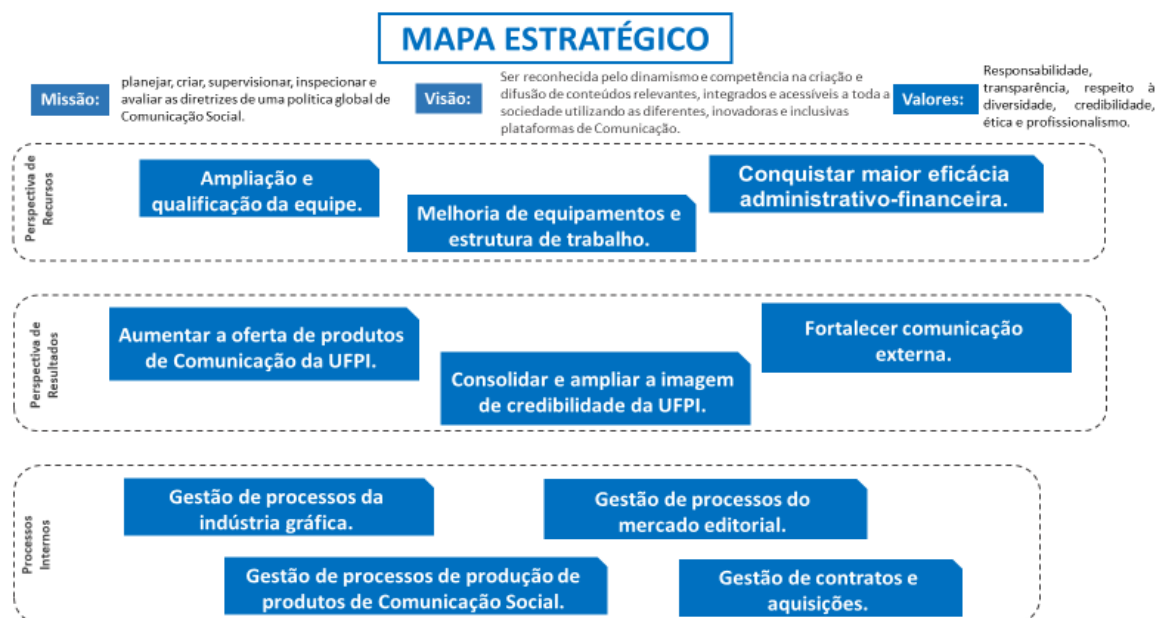 MAPA ESTRATÉGICO
Missão:
planejar, criar, supervisionar, inspecionar e
avaliar as diretrizes de uma política global de
Comunicação Social.
Visão:
Ser reconhecida pelo dinamismo e competência na criação e
difusão de conteúdos relevantes, integrados e acessíveis a toda a
sociedade utilizando as diferentes, inovadoras e inclusivas
plataformas de Comunicação.
Valores:
Responsabilidade,
transparência, respeito à
diversidade, credibilidade,
ética e profissionalismo.
Perspectiva de
Recursos
Ampliação e
qualificação da equipe.
Melhoria de equipamentos e
estrutura de trabalho.
Conquistar maior eficácia
administrativo-financeira.
Perspectiva de
Resultados
Aumentar a oferta de produtos
de Comunicação da UFPI.
Consolidar e ampliar a imagem
de credibilidade da UFPI.
Fortalecer comunicação
externa.
Processos
Internos
Gestão de processos da
indústria gráfica.
Gestão de processos do
mercado editorial.
Gestão de processos de produção de
produtos de Comunicação Social.
Gestão de contratos e
aquisições.